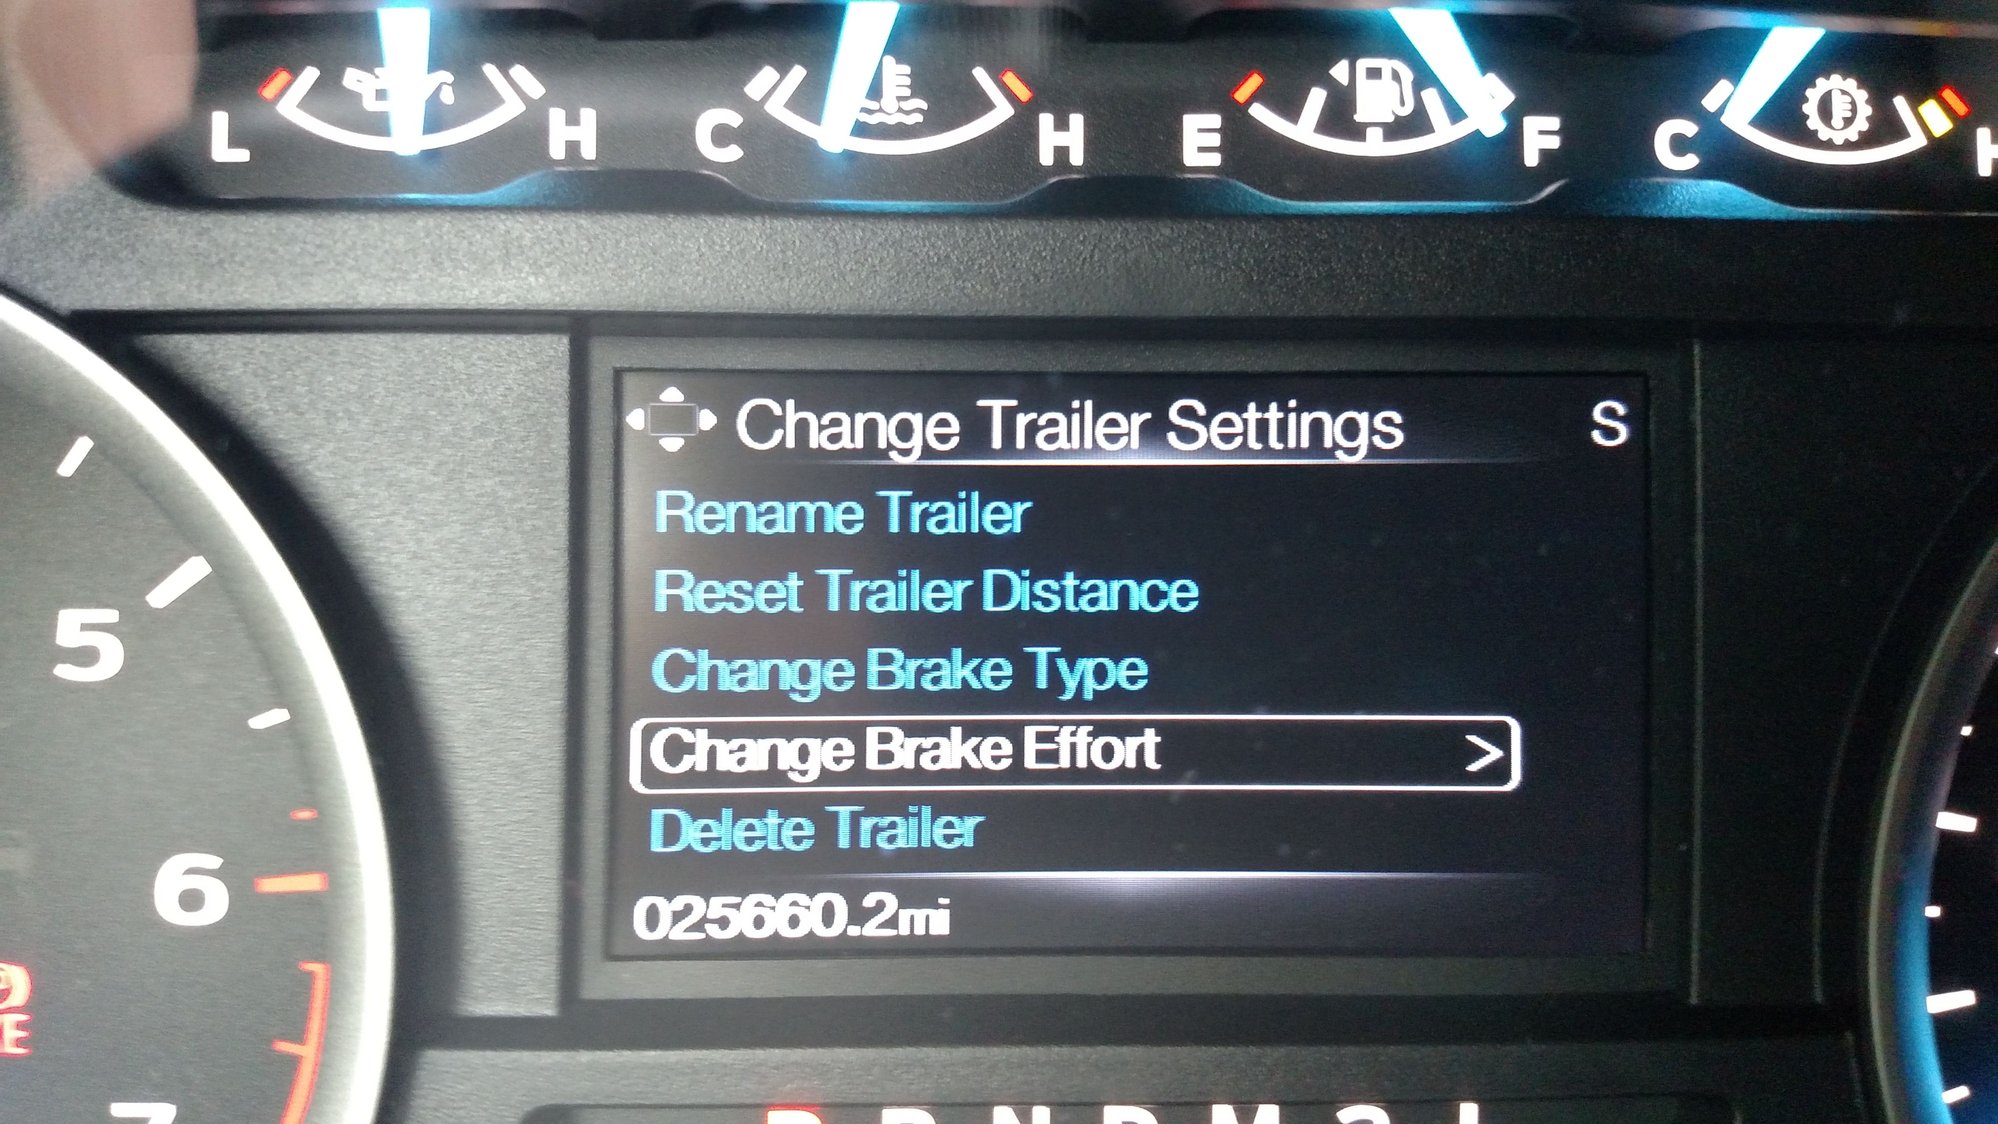 L H C H E F C H
Change Trailer Settings S
Rename Trailer
Reset Trailer Distance
5
Change Brake Type
Change Brake Effort >
Delete Trailer
6
025660.2mi
E
7
P R N D M